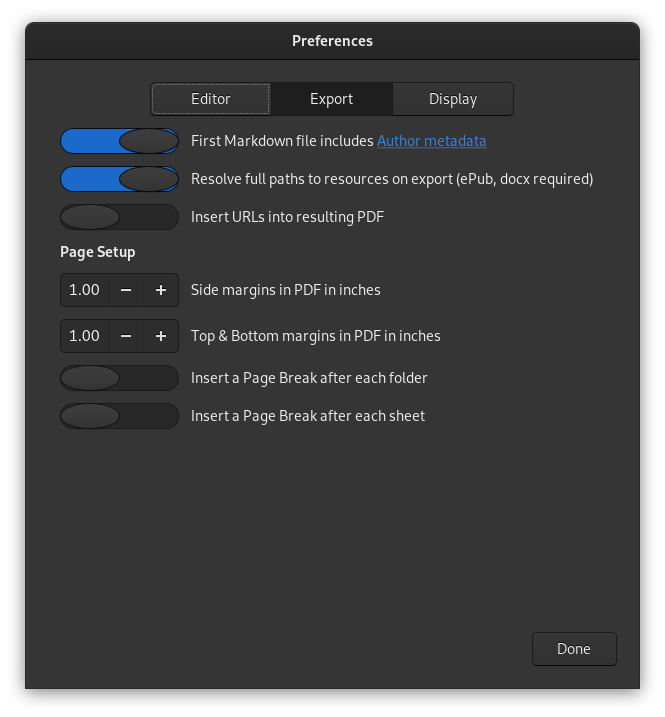 Preferences
Editor Export Display
First Markdown file includes Author metadata
Resolve full paths to resources on export (ePub, docx required)
Insert URLs into resulting PDF
Page Setup
1.00 − + Side margins in PDF in inches
1.00 − + Top & Bottom margins in PDF in inches
Insert a Page Break after each folder
Insert a Page Break after each sheet
Done